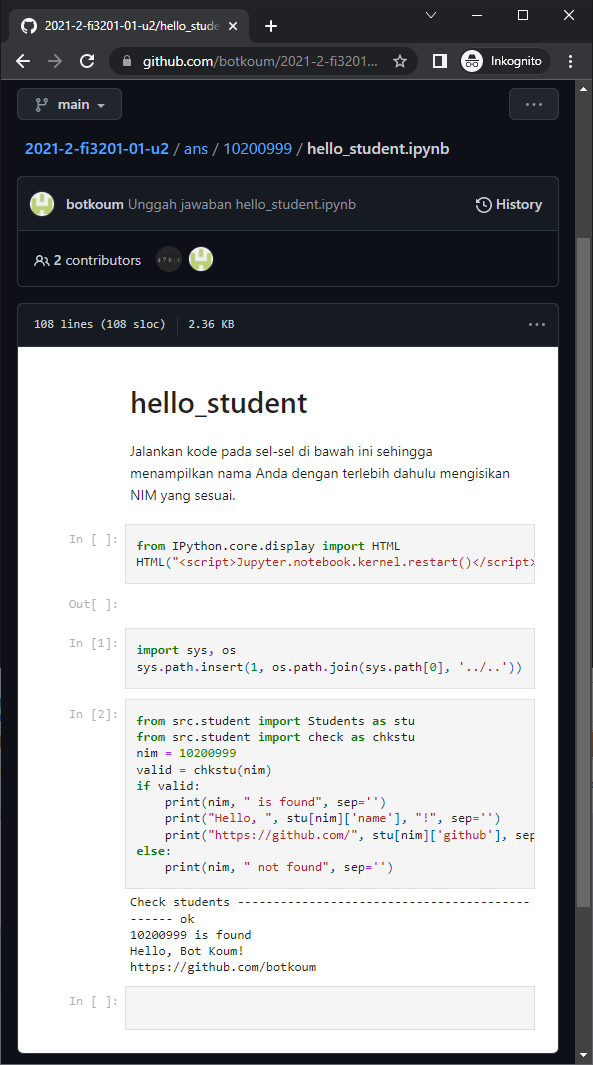 2021-2-fi3201-01-u2/hello_stude
github.com/botkoum/2021-2-fi3201...
Inkognito
main
2021-2-fi3201-01-u2 / ans / 10200999 / hello_student.ipynb
botkoum Unggah jawaban hello_student.ipynb
History
2 contributors
108 lines (108 sloc) 2.36 KB
hello_student
Jalankan kode pada sel-sel di bawah ini sehingga
menampilkan nama Anda dengan terlebih dahulu mengisikan
NIM yang sesuai.
In [ ]:
from IPython.core.display import HTML
HTML("<script>Jupyter.notebook.kernel.restart()</script>
Out[ ]:
In [1]:
import sys, os
sys.path.insert(1, os.path.join(sys.path[0], '../..'))
In [2]:
from src.student import Students as stu
from src.student import check as chkstu
nim = 10200999
valid = chkstu(nim)
if valid:
    print(nim, " is found", sep='')
    print("Hello, ", stu[nim]['name'], "!", sep='')
    print("https://github.com/", stu[nim]['github'], sep
else:
    print(nim, " not found", sep='')
Check students -----------------------------------------
------ ok
10200999 is found
Hello, Bot Koum!
https://github.com/botkoum
In [ ]: